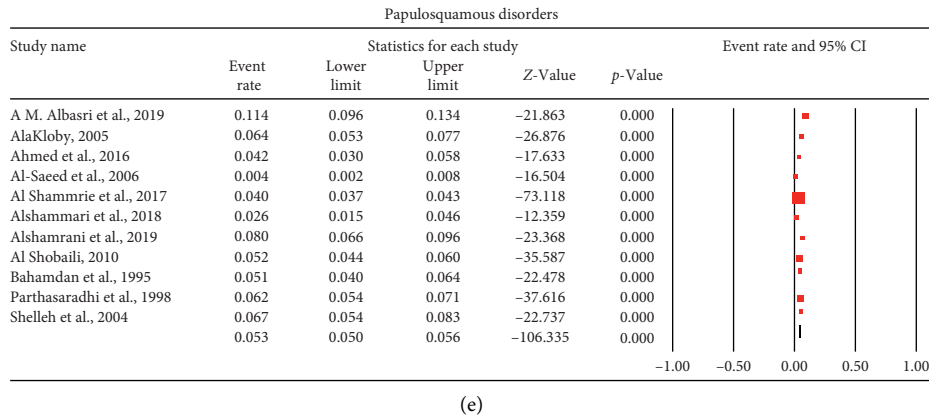 Papulosquamous disorders
Study name Statistics for each study Event rate and 95% CI
Event rate Lower limit Upper limit Z-Value p-Value
A M. Albasri et al., 2019 0.114 0.096 0.134 –21.863 0.000
AlaKloby, 2005 0.064 0.053 0.077 –26.876 0.000
Ahmed et al., 2016 0.042 0.030 0.058 –17.633 0.000
Al-Saeed et al., 2006 0.004 0.002 0.008 –16.504 0.000
Al Shammrie et al., 2017 0.040 0.037 0.043 –73.118 0.000
Alshammari et al., 2018 0.026 0.015 0.046 –12.359 0.000
Alshamrani et al., 2019 0.080 0.066 0.096 –23.368 0.000
Al Shobaili, 2010 0.052 0.044 0.060 –35.587 0.000
Bahamdan et al., 1995 0.051 0.040 0.064 –22.478 0.000
Parthasaradhi et al., 1998 0.062 0.054 0.071 –37.616 0.000
Shelleh et al., 2004 0.067 0.054 0.083 –22.737 0.000
0.053 0.050 0.056 –106.335 0.000
–1.00 –0.50 0.00 0.50 1.00
(e)